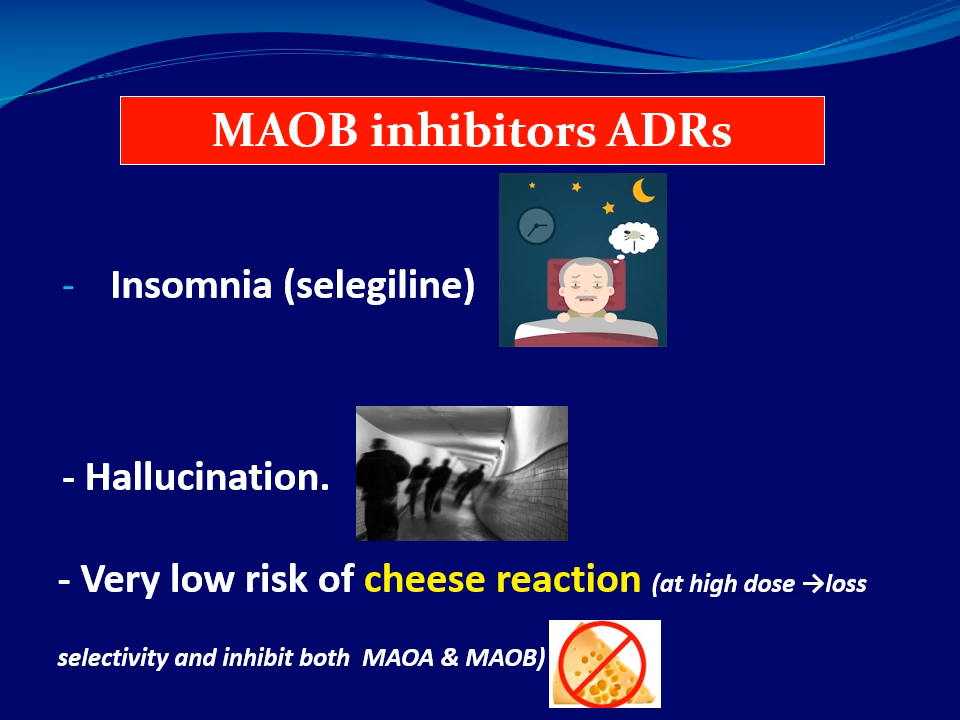 MAOB inhibitors ADRs
- Insomnia (selegiline)
- Hallucination.
- Very low risk of cheese reaction (at high dose →loss
selectivity and inhibit both MAOA & MAOB)